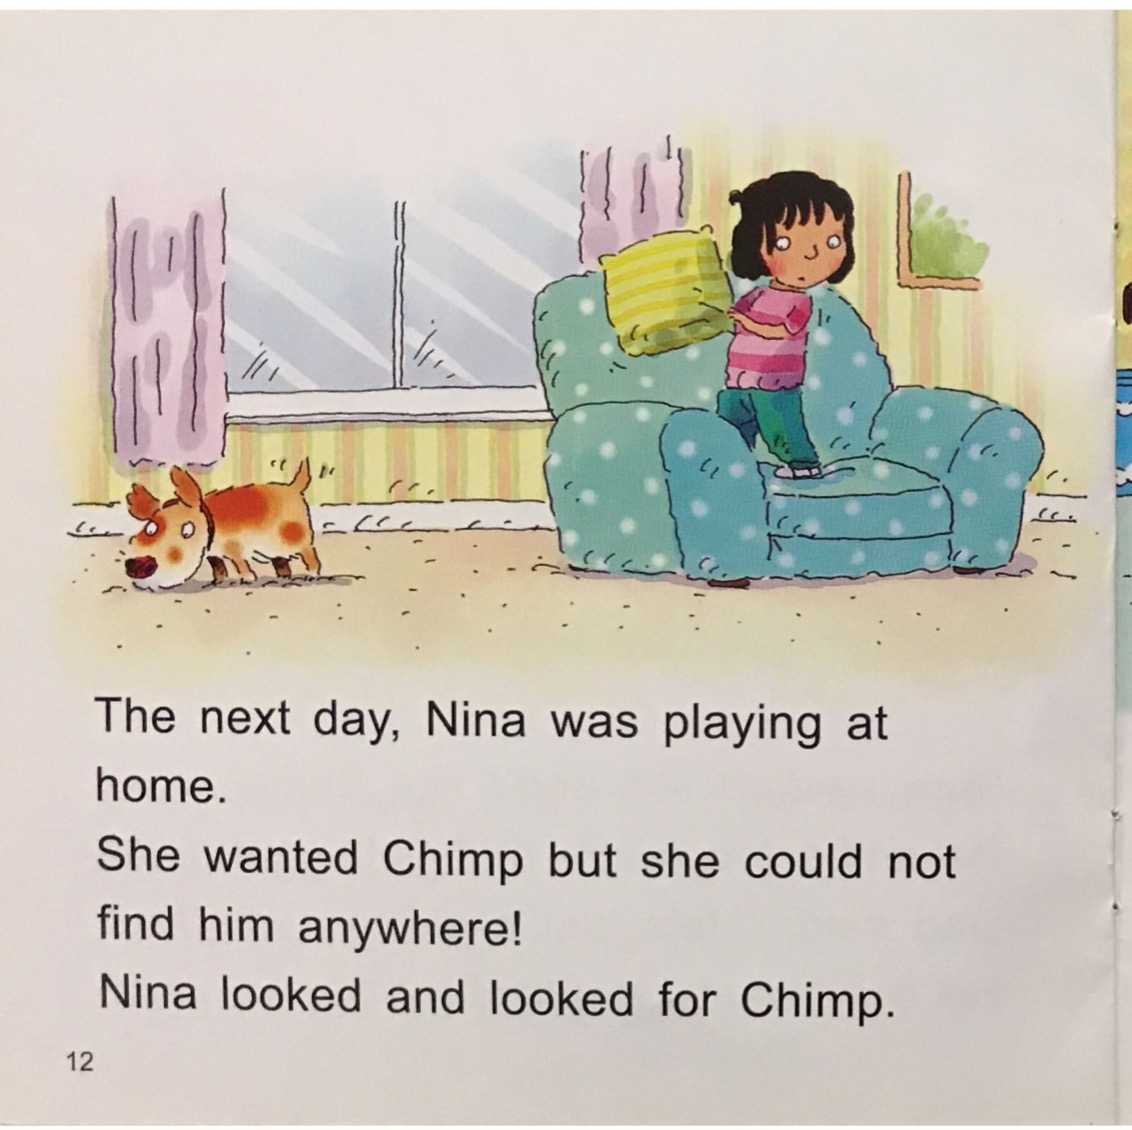 The next day, Nina was playing at
home.
She wanted Chimp but she could not
find him anywhere!
Nina looked and looked for Chimp.
12